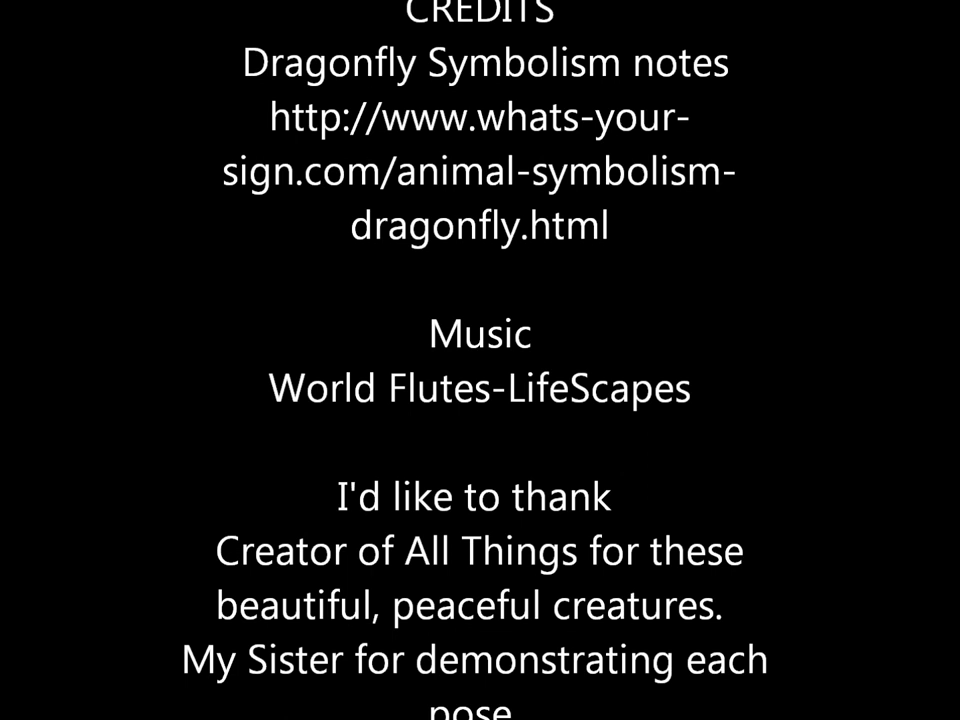 CREDITS
Dragonfly Symbolism notes
http://www.whats-your-
sign.com/animal-symbolism-
dragonfly.html
Music
World Flutes-LifeScapes
I'd like to thank
Creator of All Things for these
beautiful, peaceful creatures.
My Sister for demonstrating each
pose